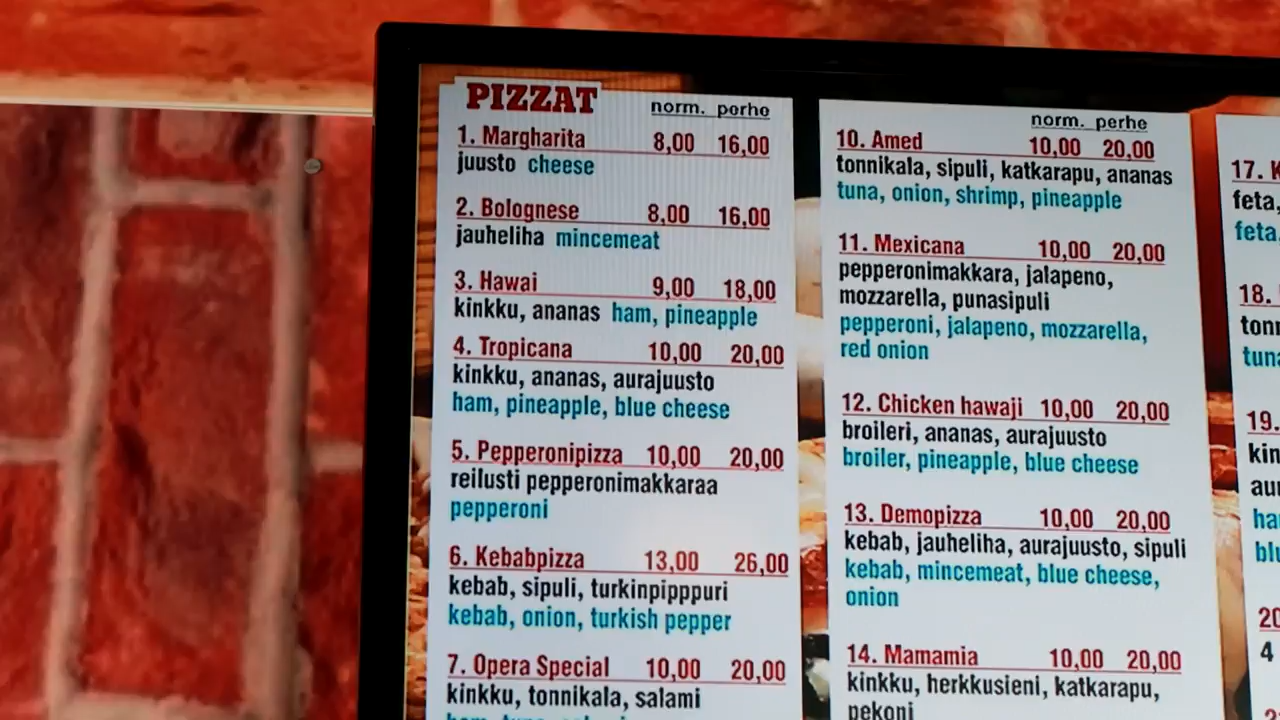 PIZZAT
norm. perhe
1. Margharita 8,00 16,00
juusto cheese
2. Bolognese 8,00 16,00
jauheliha mincemeat
3. Hawai 9,00 18,00
kinkku, ananas ham, pineapple
4. Tropicana 10,00 20,00
kinkku, ananas, aurajuusto
ham, pineapple, blue cheese
5. Pepperonipizza 10,00 20,00
reilusti pepperonimakkaraa
pepperoni
6. Kebabpizza 13,00 26,00
kebab, sipuli, turkinpipppuri
kebab, onion, turkish pepper
7. Opera Special 10,00 20,00
kinkku, tonnikala, salami
norm. perhe
10. Amed 10,00 20,00
tonnikala, sipuli, katkarapu, ananas
tuna, onion, shrimp, pineapple
11. Mexicana 10,00 20,00
pepperonimakkara, jalapeno,
mozzarella, punasipuli
pepperoni, jalapeno, mozzarella,
red onion
12. Chicken hawaji 10,00 20,00
broileri, ananas, aurajuusto
broiler, pineapple, blue cheese
13. Demopizza 10,00 20,00
kebab, jauheliha, aurajuusto, sipuli
kebab, mincemeat, blue cheese,
onion
14. Mamamia 10,00 20,00
kinkku, herkkusieni, katkarapu,
pekoni
17.
feta,
feta
18.
19.
4